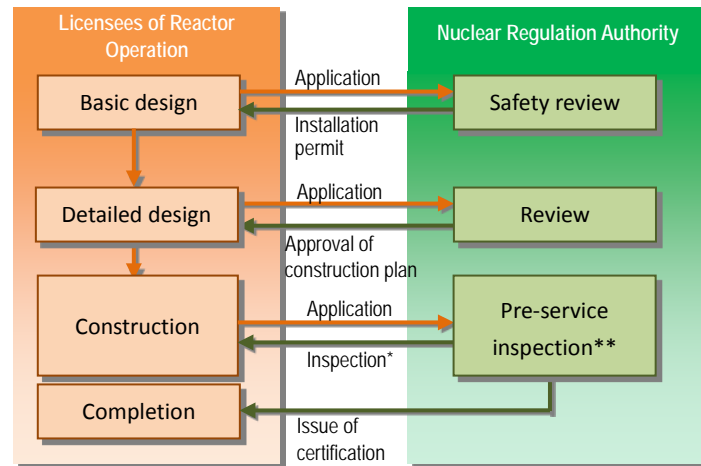 Licensees of Reactor
Operation
Nuclear Regulation Authority
Basic design
Application
Safety review
Installation
permit
Detailed design
Application
Review
Approval of
construction plan
Construction
Application
Pre-service
inspection**
Inspection*
Completion
Issue of
certification